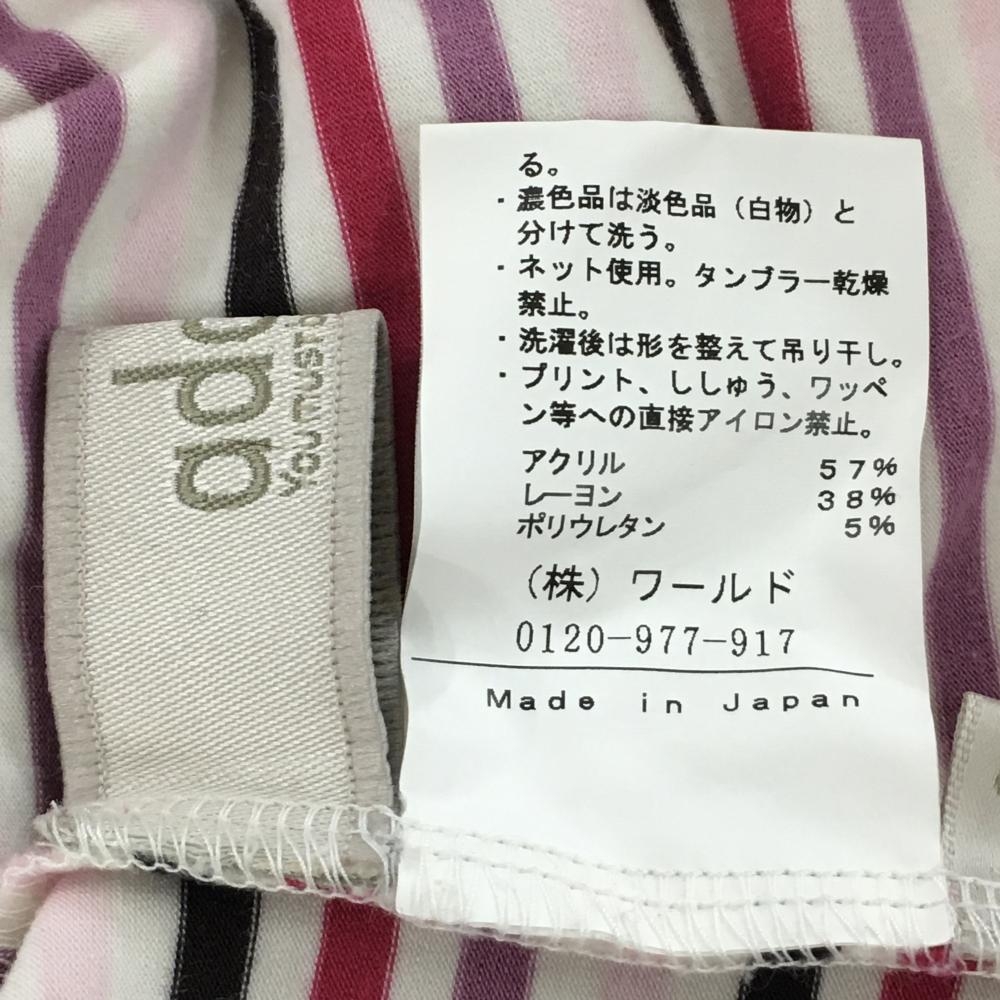 る。
・濃色品は淡色品（白物）と
分けて洗う。
・ネット使用。タンブラー乾燥
禁止。
・洗濯後は形を整えて吊り干し。
・プリント、ししゅう、ワッペ
ン等への直接アイロン禁止。
アクリル 57%
レーヨン 38%
ポリウレタン 5%
（株）ワールド
0120-977-917
Made in Japan